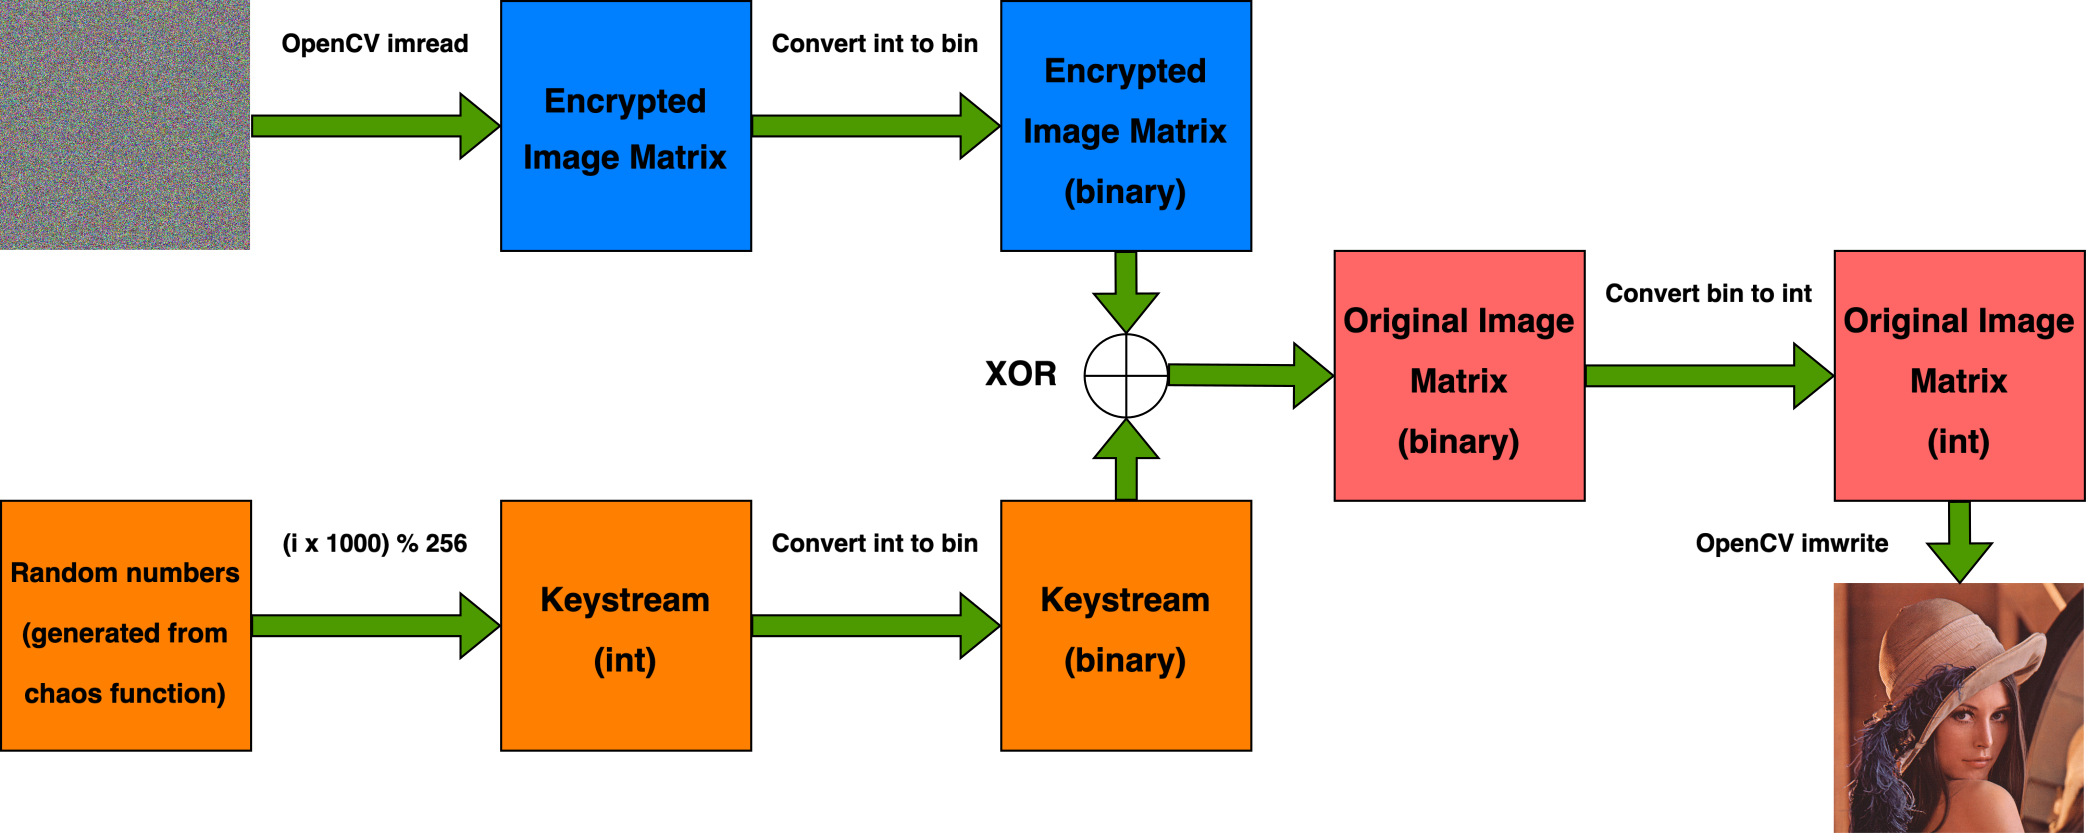 OpenCV imread
Encrypted
Image Matrix
Convert int to bin
Encrypted
Image Matrix
(binary)
XOR
Original Image
Matrix
(binary)
Convert bin to int
Original Image
Matrix
(int)
Random numbers
(generated from
chaos function)
(i x 1000) % 256
Keystream
(int)
Convert int to bin
Keystream
(binary)
OpenCV imwrite